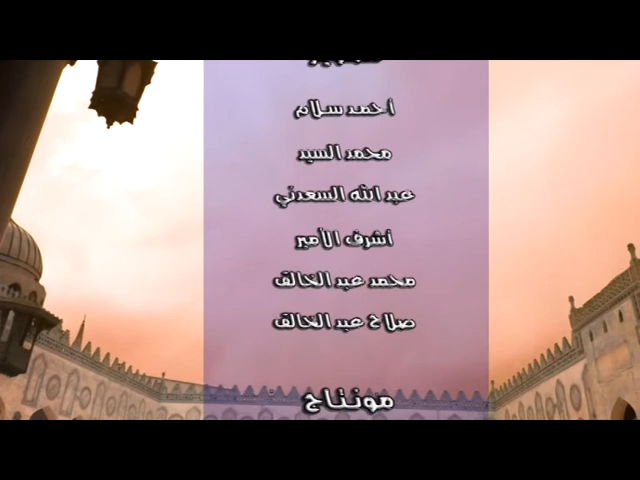 أحمد سلام
محمد السيد
عبد الله السعدني
أشرف الأمير
محمد عبد الخالق
صلاح عبد الخالق
مونتاج